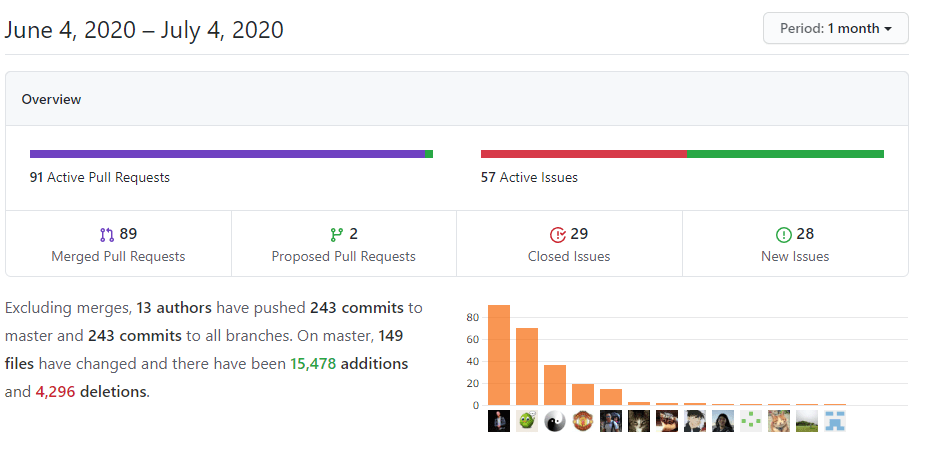 June 4, 2020 – July 4, 2020
Period: 1 month
Overview
91 Active Pull Requests
57 Active Issues
89
Merged Pull Requests
2
Proposed Pull Requests
29
Closed Issues
28
New Issues
Excluding merges, 13 authors have pushed 243 commits to
master and 243 commits to all branches. On master, 149
files have changed and there have been 15,478 additions
and 4,296 deletions.
80
60
40
20
0